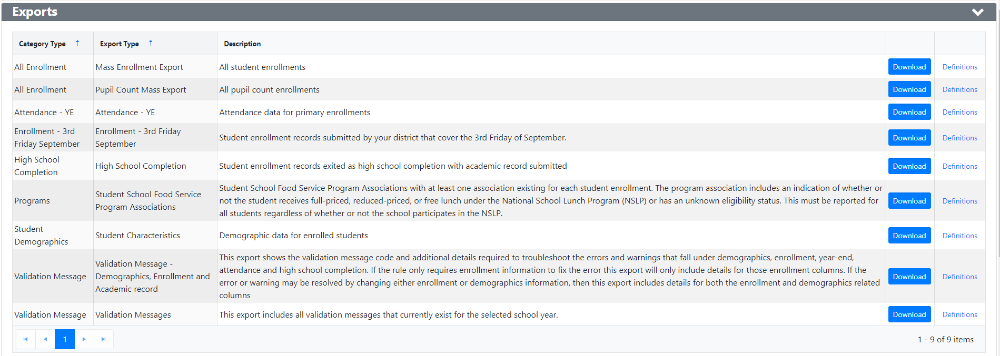 Exports
Category Type ↑ Export Type ↑ Description
All Enrollment Mass Enrollment Export All student enrollments Download Definitions
All Enrollment Pupil Count Mass Export All pupil count enrollments Download Definitions
Attendance - YE Attendance - YE Attendance data for primary enrollments Download Definitions
Enrollment - 3rd
Friday September
Enrollment - 3rd Friday
September
Student enrollment records submitted by your district that cover the 3rd Friday of September.
Download Definitions
High School
Completion
High School Completion
Student enrollment records exited as high school completion with academic record submitted
Download Definitions
Programs
Student School Food Service
Program Associations
Student School Food Service Program Associations with at least one association existing for each student enrollment. The program association includes an indication of whether or
not the student receives full-priced, reduced-priced, or free lunch under the National School Lunch Program (NSLP) or has an unknown eligibility status. This must be reported for
all students regardless of whether or not the school participates in the NSLP.
Download Definitions
Student
Demographics
Student Characteristics
Demographic data for enrolled students
Download Definitions
Validation Message
Validation Message -
Demographics, Enrollment and
Academic record
This export shows the validation message code and additional details required to troubleshoot the errors and warnings that fall under demographics, enrollment, year-end,
attendance and high school completion. If the rule only requires enrollment information to fix the error this export will only include details for those enrollment columns. If the
error or warning may be resolved by changing either enrollment or demographics information, then this export includes details for both the enrollment and demographics related
columns
Download Definitions
Validation Message Validation Messages This export includes all validation messages that currently exist for the selected school year. Download Definitions
1 1 - 9 of 9 items